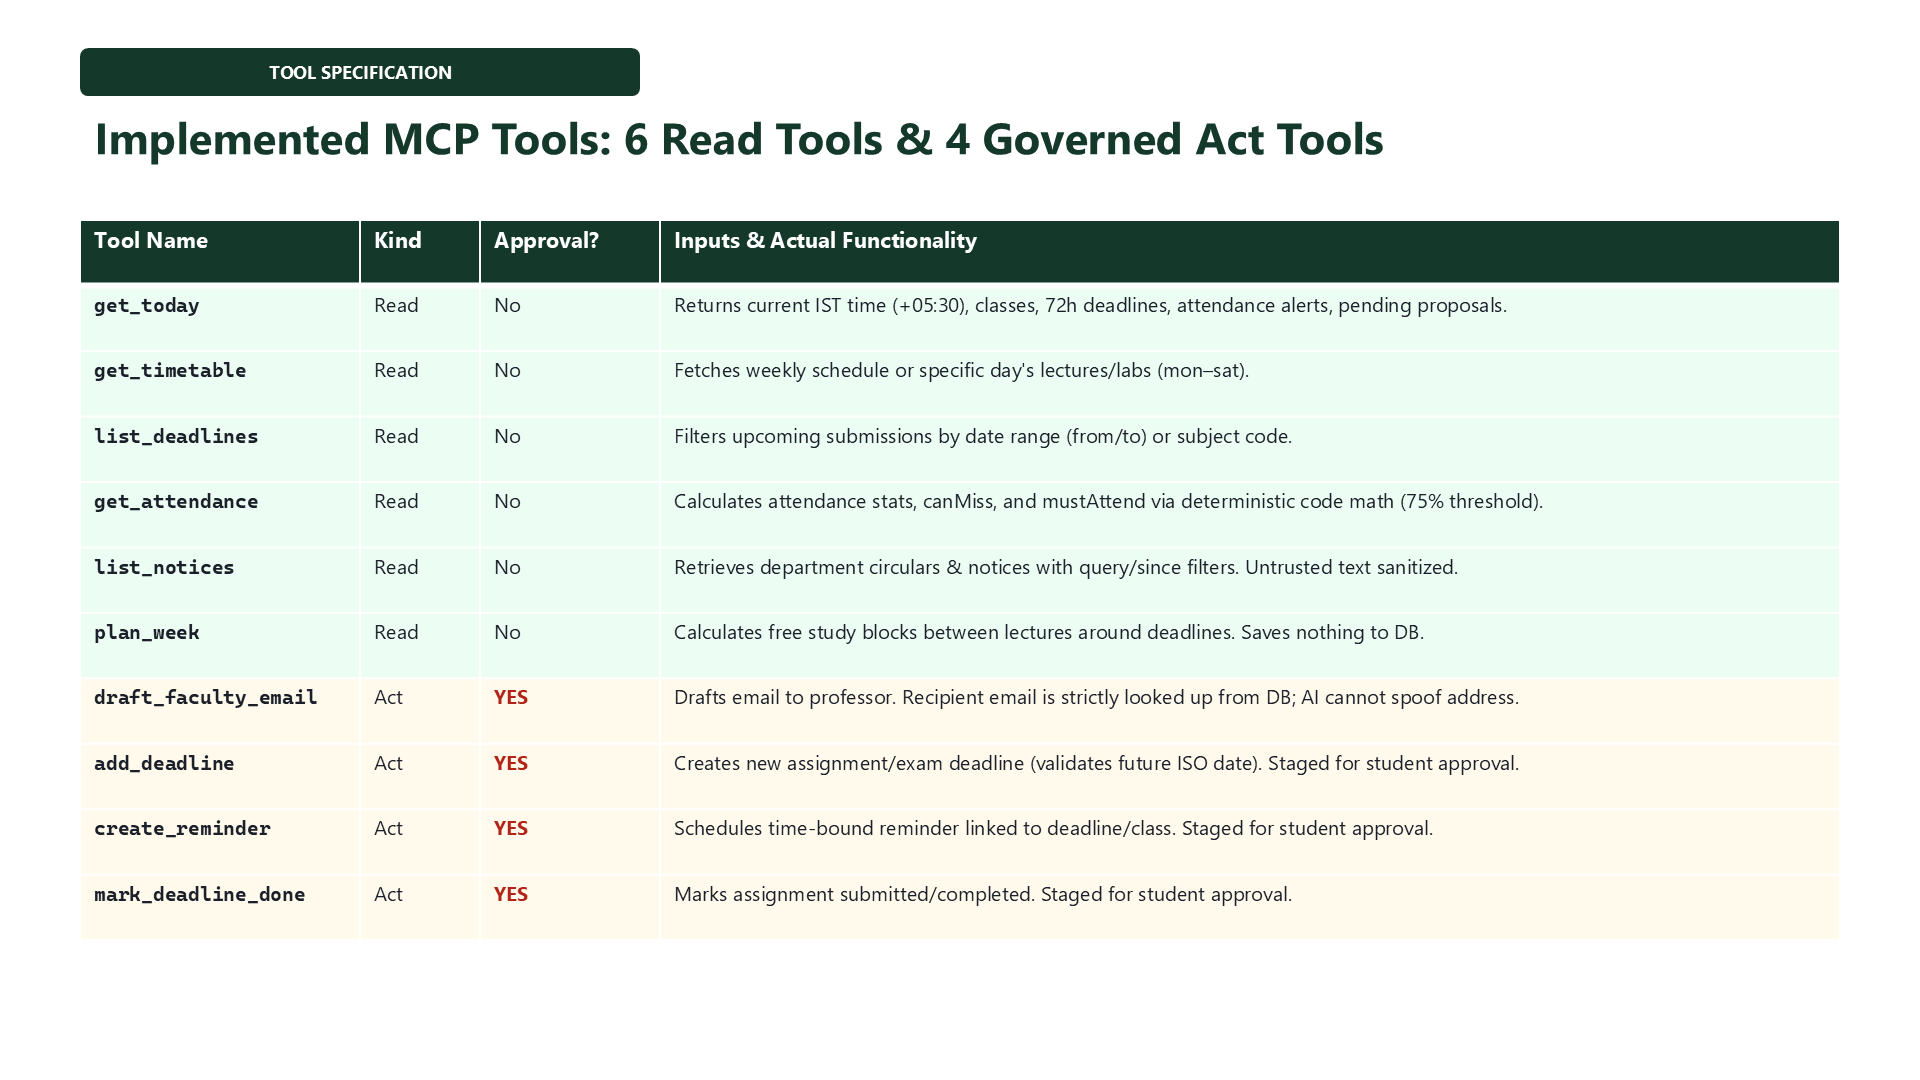 TOOL SPECIFICATION
Implemented MCP Tools: 6 Read Tools & 4 Governed Act Tools
Tool Name Kind Approval? Inputs & Actual Functionality
get_today Read No Returns current IST time (+05:30), classes, 72h deadlines, attendance alerts, pending proposals.
get_timetable Read No Fetches weekly schedule or specific day's lectures/labs (mon–sat).
list_deadlines Read No Filters upcoming submissions by date range (from/to) or subject code.
get_attendance Read No Calculates attendance stats, canMiss, and mustAttend via deterministic code math (75% threshold).
list_notices Read No Retrieves department circulars & notices with query/since filters. Untrusted text sanitized.
plan_week Read No Calculates free study blocks between lectures around deadlines. Saves nothing to DB.
draft_faculty_email Act YES Drafts email to professor. Recipient email is strictly looked up from DB; AI cannot spoof address.
add_deadline Act YES Creates new assignment/exam deadline (validates future ISO date). Staged for student approval.
create_reminder Act YES Schedules time-bound reminder linked to deadline/class. Staged for student approval.
mark_deadline_done Act YES Marks assignment submitted/completed. Staged for student approval.